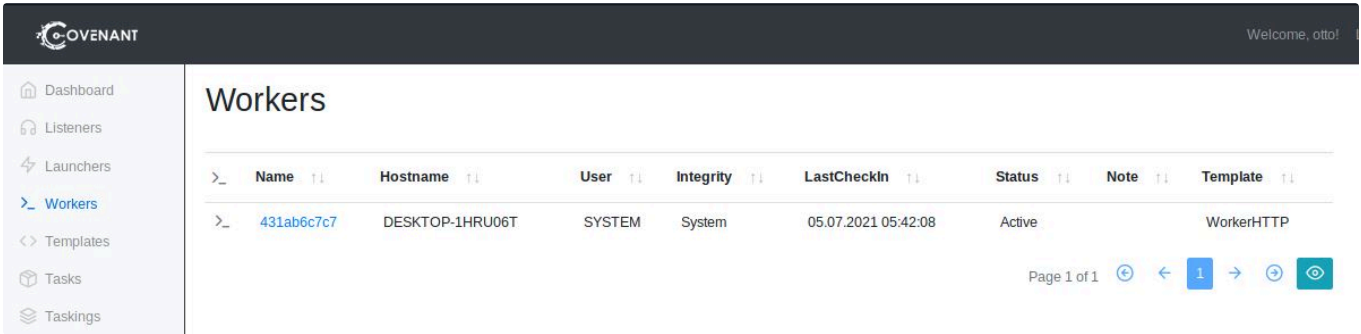 COVENANT
Welcome, otto!
Dashboard
Listeners
Launchers
Workers
Templates
Tasks
Taskings
Workers
Name Hostname User Integrity LastCheckIn Status Note Template
431ab6c7c7 DESKTOP-1HRU06T SYSTEM System 05.07.2021 05:42:08 Active WorkerHTTP
Page 1 of 1 1